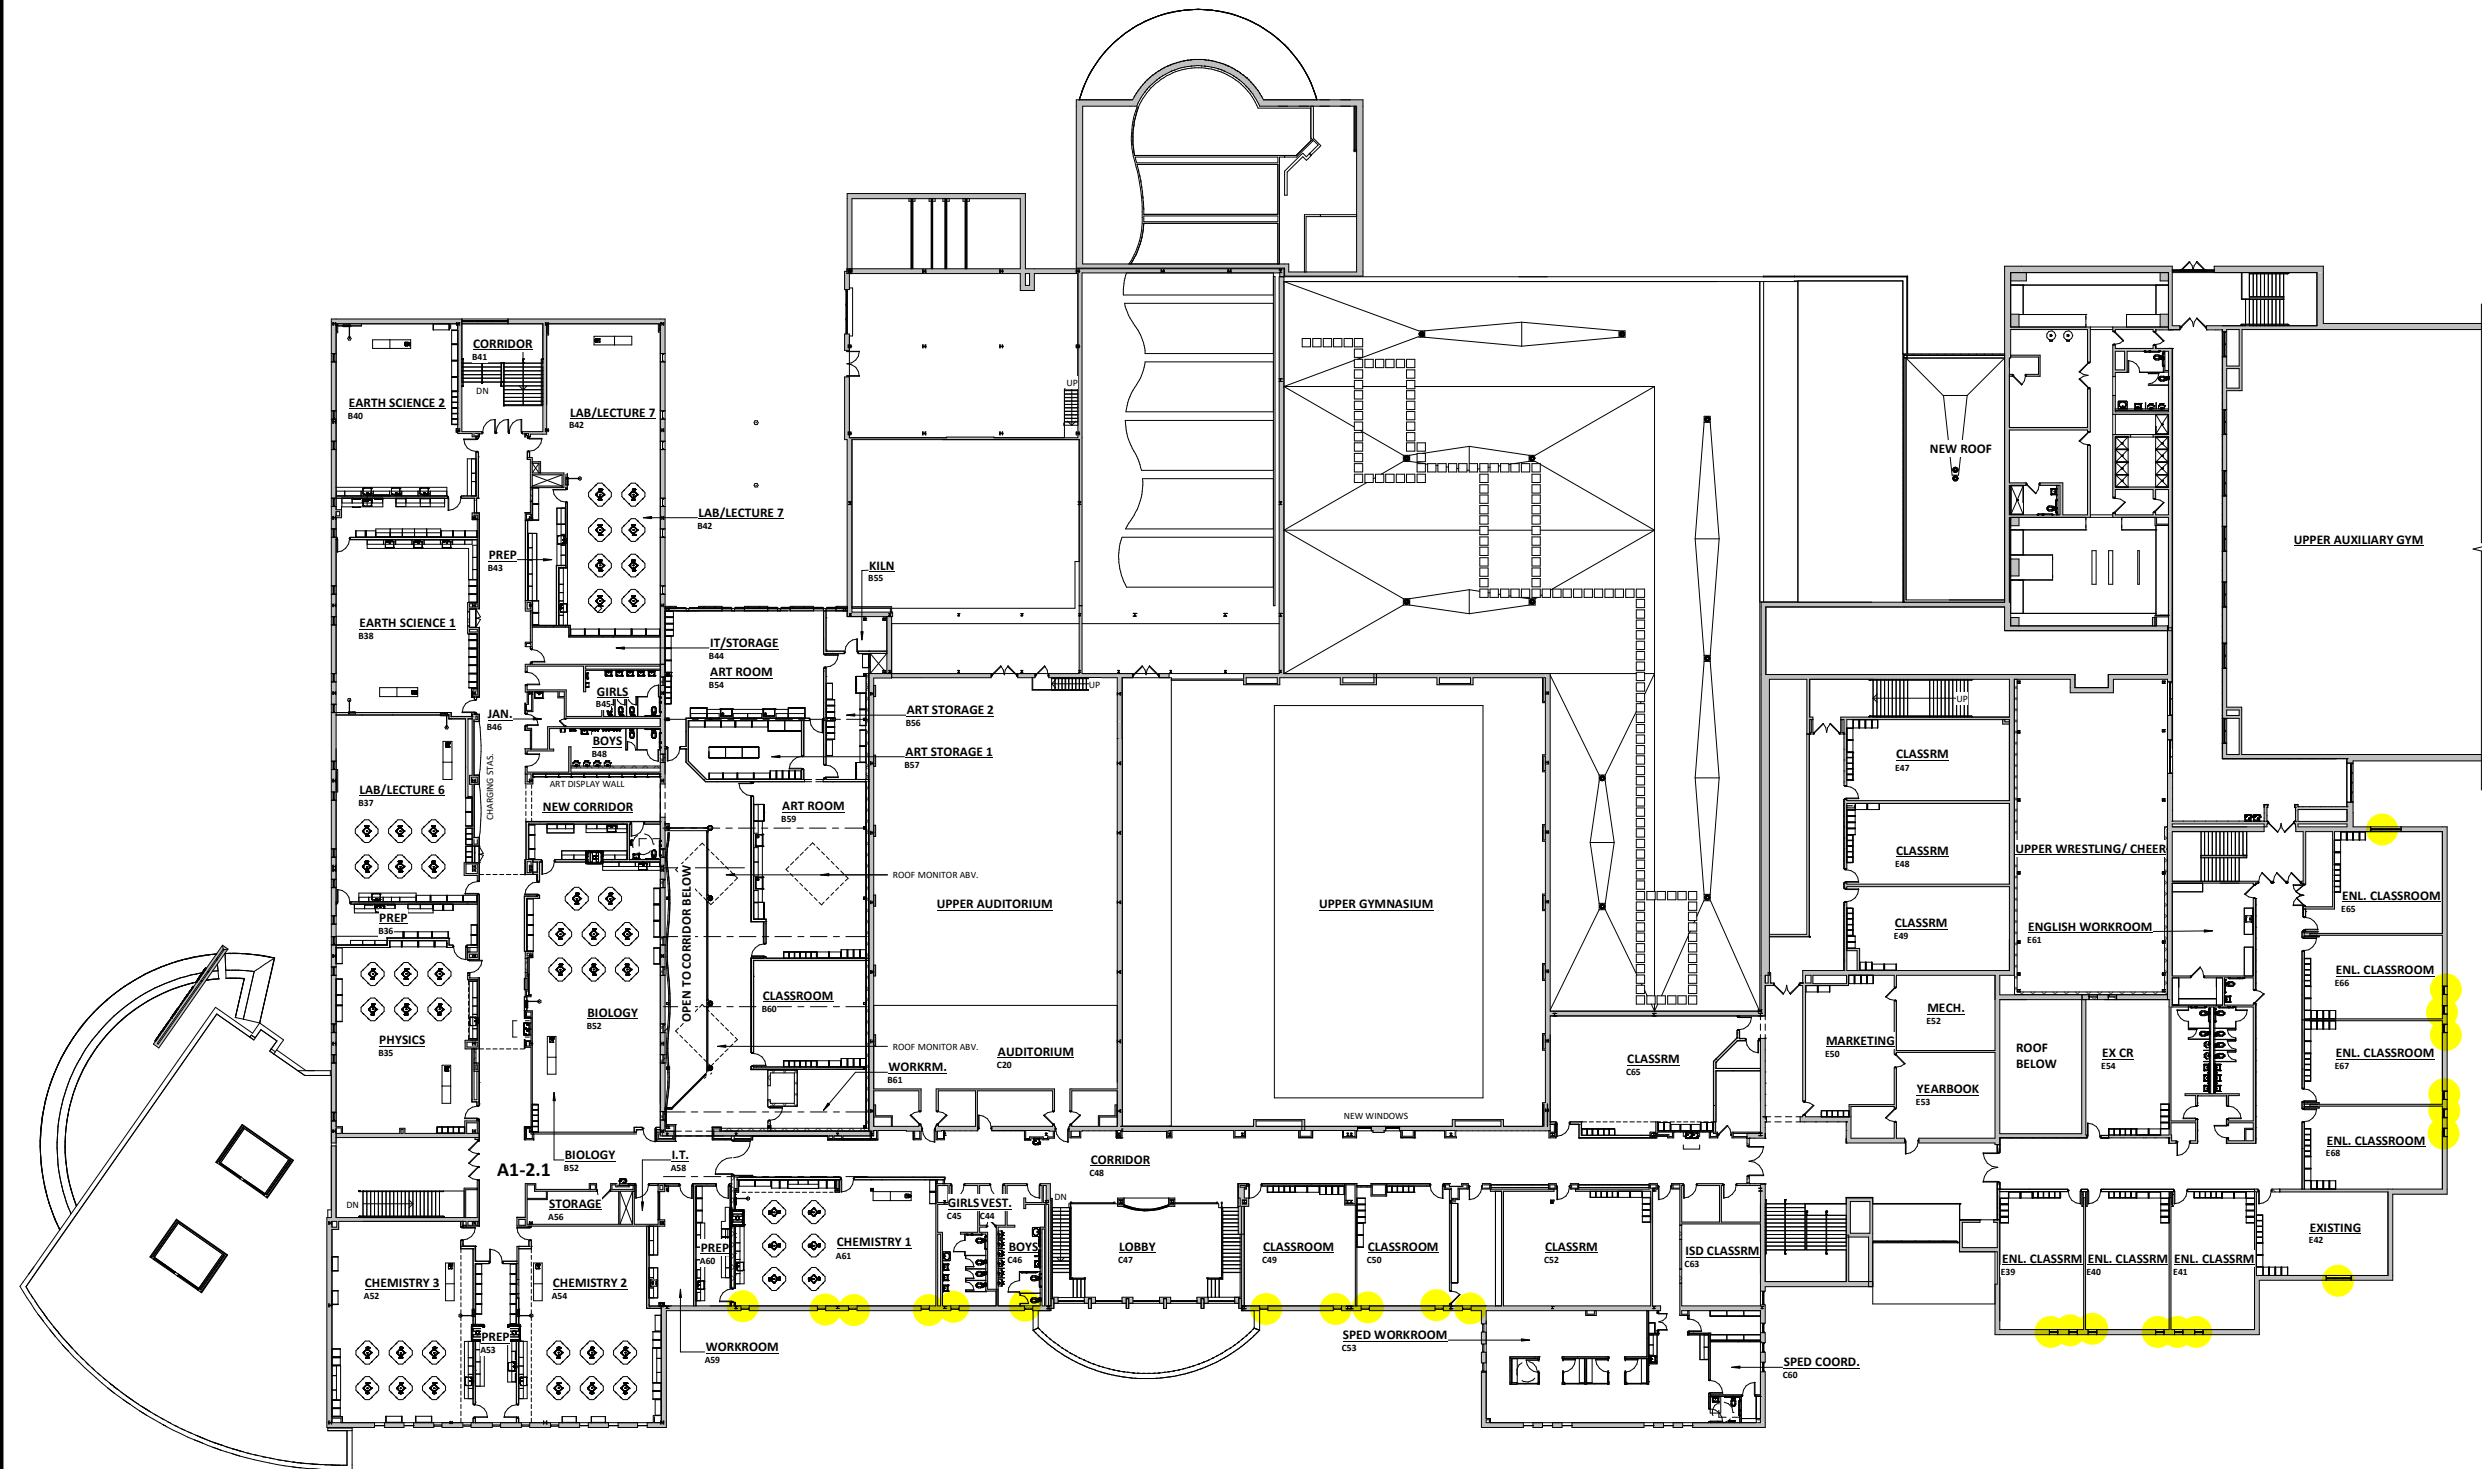 CORRIDOR
B41
DN
EARTH SCIENCE 2
B40
LAB/LECTURE 7
B42
UP
NEW ROOF
LAB/LECTURE 7
B42
UPPER AUXILIARY GYM
PREP
B43
KILN
B55
EARTH SCIENCE 1
B38
IT/STORAGE
B44
ART ROOM
B54
UP
GIRLS
B45
UP
JAN.
B46
ART STORAGE 2
B56
BOYS
B48
ART STORAGE 1
B57
CLASSRM
E47
CHARGING STAS.
ART DISPLAY WALL
LAB/LECTURE 6
B37
NEW CORRIDOR
ART ROOM
B59
CLASSRM
E48
UPPER WRESTLING/ CHEER
OPEN TO CORRIDOR BELOW
ROOF MONITOR ABV.
UPPER AUDITORIUM
UPPER GYMNASIUM
ENL. CLASSROOM
E65
PREP
B36
CLASSRM
E49
ENGLISH WORKROOM
E61
ENL. CLASSROOM
E66
CLASSROOM
B60
BIOLOGY
B52
MECH.
E52
PHYSICS
B35
ROOF MONITOR ABV.
AUDITORIUM
C20
MARKETING
E50
ROOF
BELOW
EX CR
E54
ENL. CLASSROOM
E67
CLASSRM
C65
WORKRM.
B61
YEARBOOK
E53
NEW WINDOWS
ENL. CLASSROOM
E68
BIOLOGY
B52
I.T.
A58
CORRIDOR
C48
A1-2.1
DN
STORAGE
A56
GIRLS
C45
VEST.
C44
DN
EXISTING
E42
PREP
A60
CHEMISTRY 1
A61
BOYS
C46
LOBBY
C47
CLASSROOM
C49
CLASSROOM
C50
CLASSRM
C52
ISD CLASSRM
C63
ENL. CLASSRM
E39
ENL. CLASSRM
E40
ENL. CLASSRM
E41
CHEMISTRY 3
A52
CHEMISTRY 2
A54
PREP
A53
WORKROOM
A59
SPED WORKROOM
C53
SPED COORD.
C60